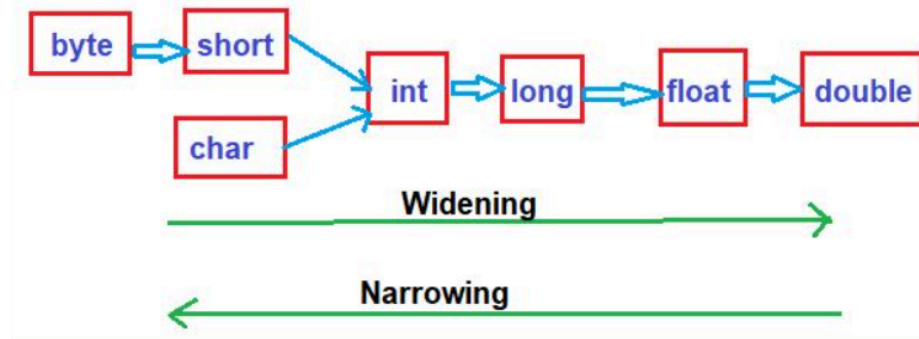 byte short
int long float double
char
Widening
Narrowing